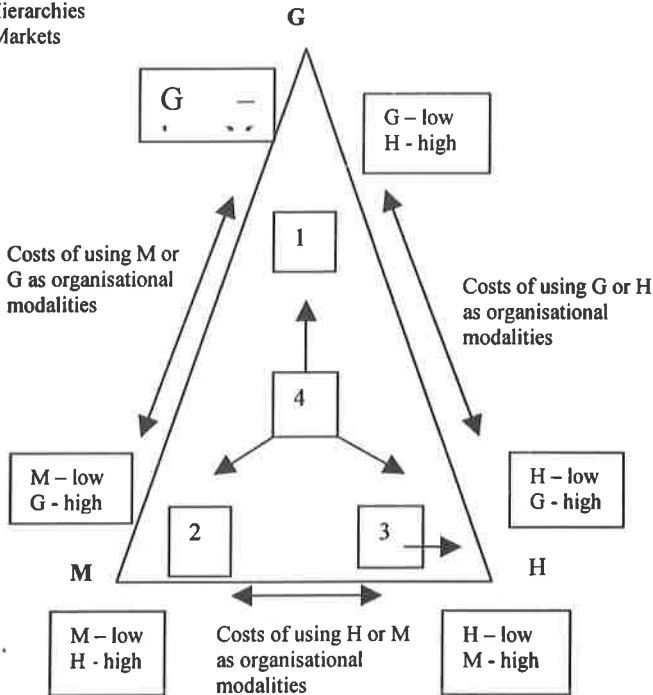 Markets
G
G –
G – low
H - high
1
Costs of using M or
G as organisational
modalities
Costs of using G or H
as organisational
modalities
4
M – low
G - high
H – low
G - high
2
3
M
H
M – low
H - high
Costs of using H or M
as organisational
modalities
H – low
M - high